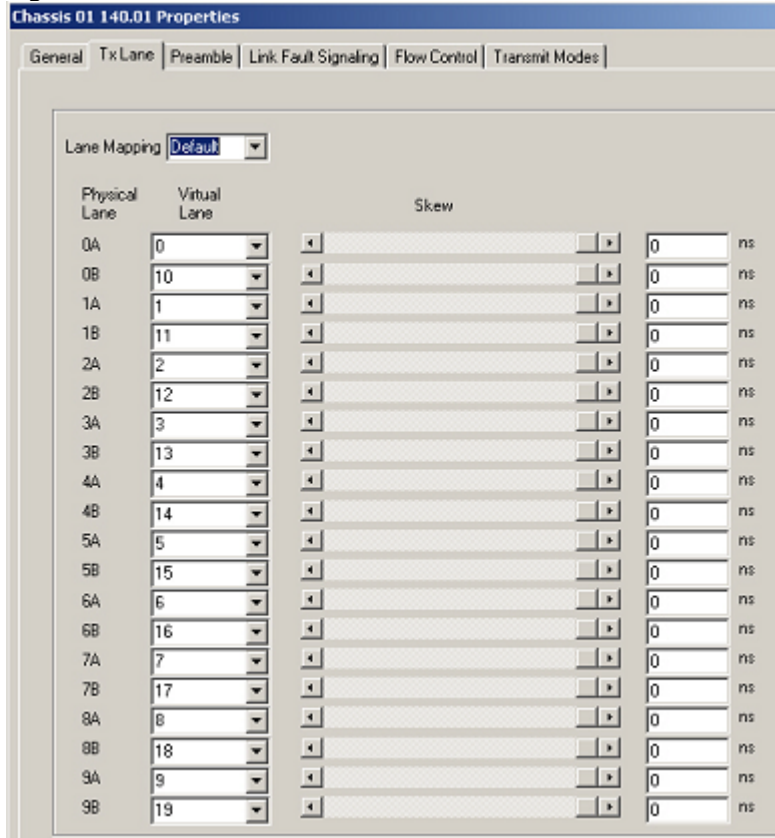 Chassis 01 140.01 Properties
General Tx Lane Preamble Link Fault Signaling Flow Control Transmit Modes
Lane Mapping Default
Physical Lane Virtual Lane Skew
0A 0 0 ns
0B 10 0 ns
1A 1 0 ns
1B 11 0 ns
2A 2 0 ns
2B 12 0 ns
3A 3 0 ns
3B 13 0 ns
4A 4 0 ns
4B 14 0 ns
5A 5 0 ns
5B 15 0 ns
6A 6 0 ns
6B 16 0 ns
7A 7 0 ns
7B 17 0 ns
8A 8 0 ns
8B 18 0 ns
9A 9 0 ns
9B 19 0 ns